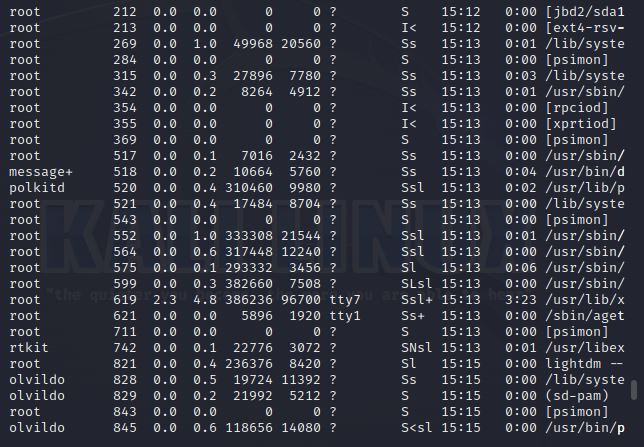 root 212 0.0 0.0 0 0 ? S 15:12 0:00 [jbd2/sda1
root 213 0.0 0.0 0 0 ? I< 15:12 0:00 [ext4-rsv-
root 269 0.0 1.0 49968 20560 ? Ss 15:13 0:01 /lib/syste
root 284 0.0 0.0 0 0 ? S 15:13 0:00 [psimon]
root 315 0.0 0.3 27896 7780 ? Ss 15:13 0:03 /lib/syste
root 342 0.0 0.2 8264 4912 ? Ss 15:13 0:01 /usr/sbin/
root 354 0.0 0.0 0 0 ? I< 15:13 0:00 [rpciod]
root 355 0.0 0.0 0 0 ? I< 15:13 0:00 [xprtiod]
root 369 0.0 0.0 0 0 ? S 15:13 0:00 [psimon]
root 517 0.0 0.1 7016 2432 ? Ss 15:13 0:00 /usr/sbin/
message+ 518 0.0 0.2 10664 5760 ? Ss 15:13 0:04 /usr/bin/d
polkitd 520 0.0 0.4 310460 9980 ? Ssl 15:13 0:02 /usr/lib/p
root 521 0.0 0.4 17484 8704 ? Ss 15:13 0:00 /lib/syste
root 543 0.0 0.0 0 0 ? S 15:13 0:00 [psimon]
root 552 0.0 1.0 333308 21544 ? Ssl 15:13 0:01 /usr/sbin/
root 564 0.0 0.6 317448 12240 ? Ssl 15:13 0:00 /usr/sbin/
root 575 0.0 0.1 293332 3456 ? Sl 15:13 0:06 /usr/sbin/
root 599 0.0 0.3 382660 7508 ? SLsl 15:13 0:00 /usr/sbin/
root 619 1.2 4.8 386236 96700 tty7 Ssl+ 15:13 3:23 /usr/lib/x
root 621 0.0 0.0 5896 1920 tty1 Ss+ 15:13 0:00 /sbin/aget
root 711 0.0 0.0 0 0 ? S 15:13 0:00 [psimon]
rtkit 742 0.0 0.1 22776 3072 ? SNsl 15:13 0:01 /usr/libex
root 821 0.0 0.4 236376 8420 ? Sl 15:15 0:00 lightdm --
olvildo 828 0.0 0.5 19724 11392 ? Ss 15:15 0:00 /lib/syste
olvildo 829 0.0 0.2 21992 5212 ? S 15:15 0:00 (sd-pam)
root 843 0.0 0.0 0 0 ? S 15:15 0:00 [psimon]
olvildo 845 0.0 0.6 118656 14080 ? S<sl 15:15 0:00 /usr/bin/p
KALI LINUX